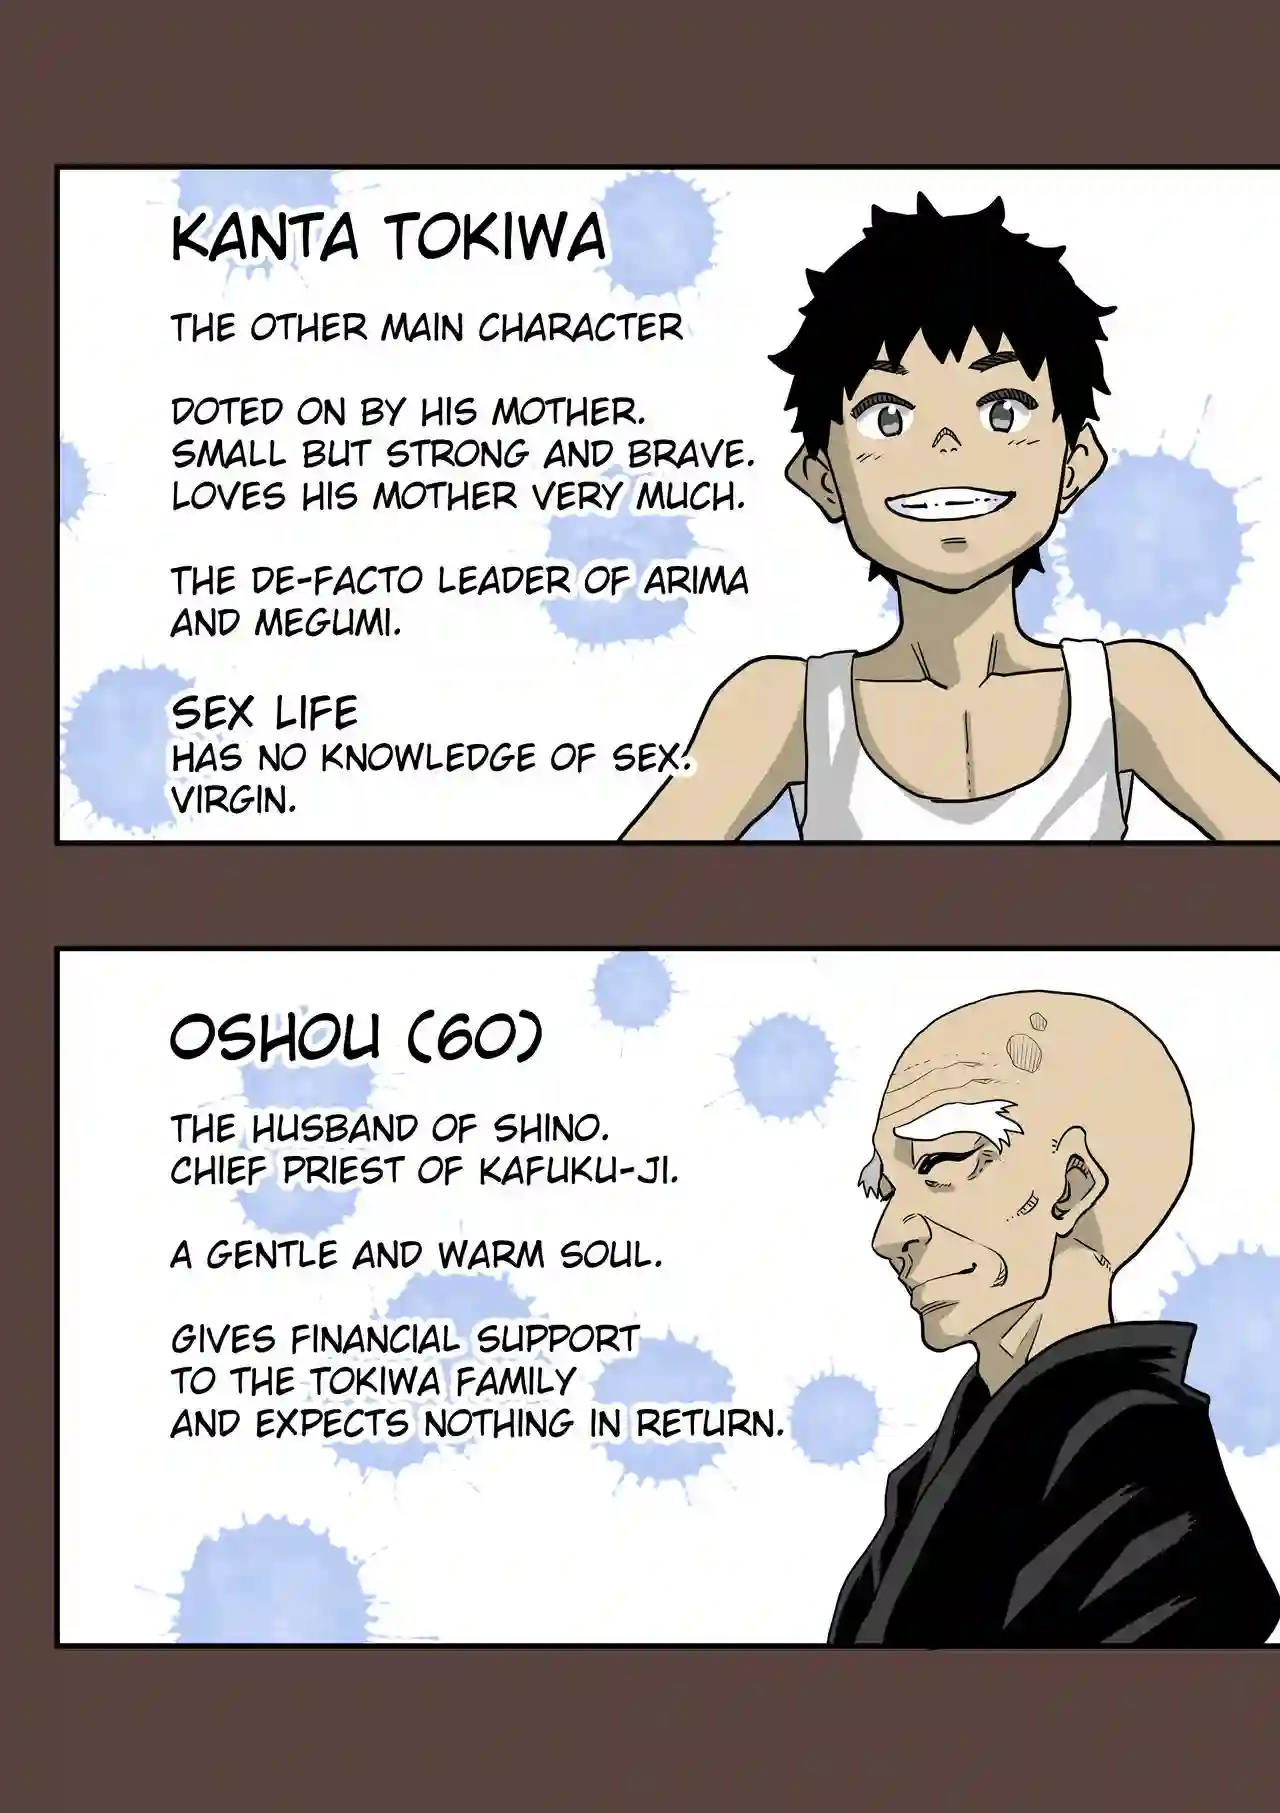 KANTA TOKIWA
THE OTHER MAIN CHARACTER
DOTED ON BY HIS MOTHER.
SMALL BUT STRONG AND BRAVE.
LOVES HIS MOTHER VERY MUCH.
THE DE-FACTO LEADER OF ARIMA
AND MEGUMI.
SEX LIFE
HAS NO KNOWLEDGE OF SEX.
VIRGIN.
OSHOU (60)
THE HUSBAND OF SHINO.
CHIEF PRIEST OF KAFUKU-JI.
A GENTLE AND WARM SOUL.
GIVES FINANCIAL SUPPORT
TO THE TOKIWA FAMILY
AND EXPECTS NOTHING IN RETURN.